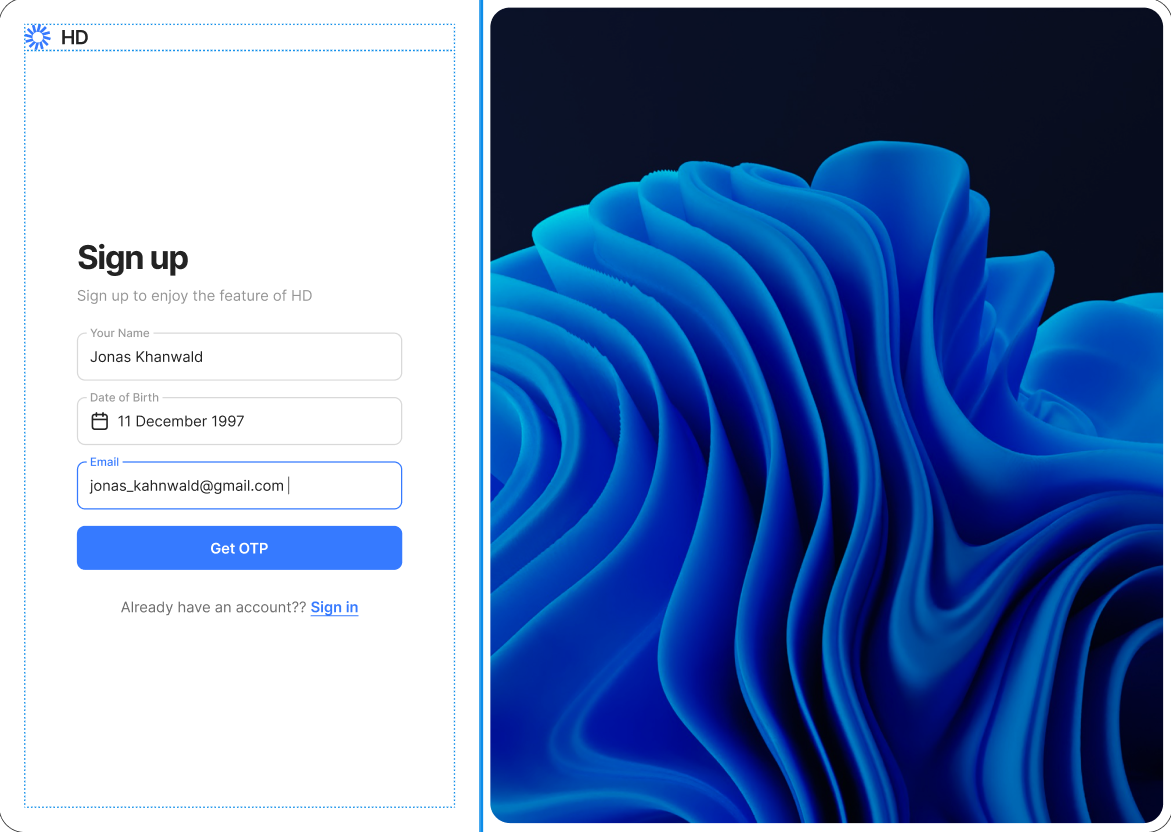 HD
Sign up
Sign up to enjoy the feature of HD
Your Name
Jonas Khanwald
Date of Birth
11 December 1997
Email
jonas_kahnwald@gmail.com
Get OTP
Already have an account?? Sign in